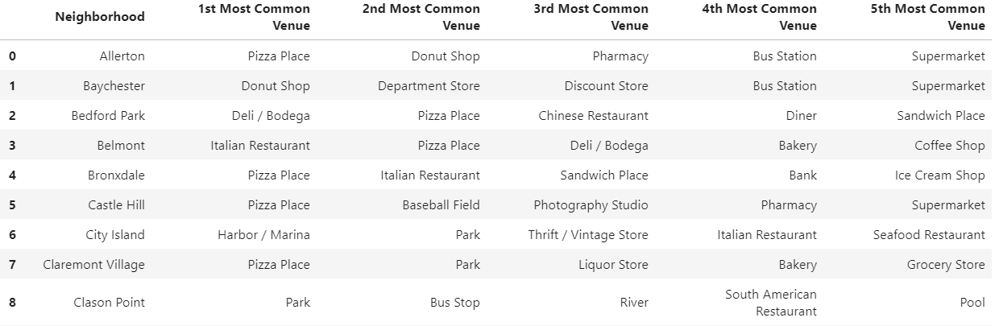 Neighborhood 1st Most Common Venue 2nd Most Common Venue 3rd Most Common Venue 4th Most Common Venue 5th Most Common Venue
0 Allerton Pizza Place Donut Shop Pharmacy Bus Station Supermarket
1 Baychester Donut Shop Department Store Discount Store Bus Station Supermarket
2 Bedford Park Deli / Bodega Pizza Place Chinese Restaurant Diner Sandwich Place
3 Belmont Italian Restaurant Pizza Place Deli / Bodega Bakery Coffee Shop
4 Bronxdale Pizza Place Italian Restaurant Sandwich Place Bank Ice Cream Shop
5 Castle Hill Pizza Place Baseball Field Photography Studio Pharmacy Supermarket
6 City Island Harbor / Marina Park Thrift / Vintage Store Italian Restaurant Seafood Restaurant
7 Claremont Village Pizza Place Park Liquor Store Bakery Grocery Store
8 Clason Point Park Bus Stop River South American Restaurant Pool